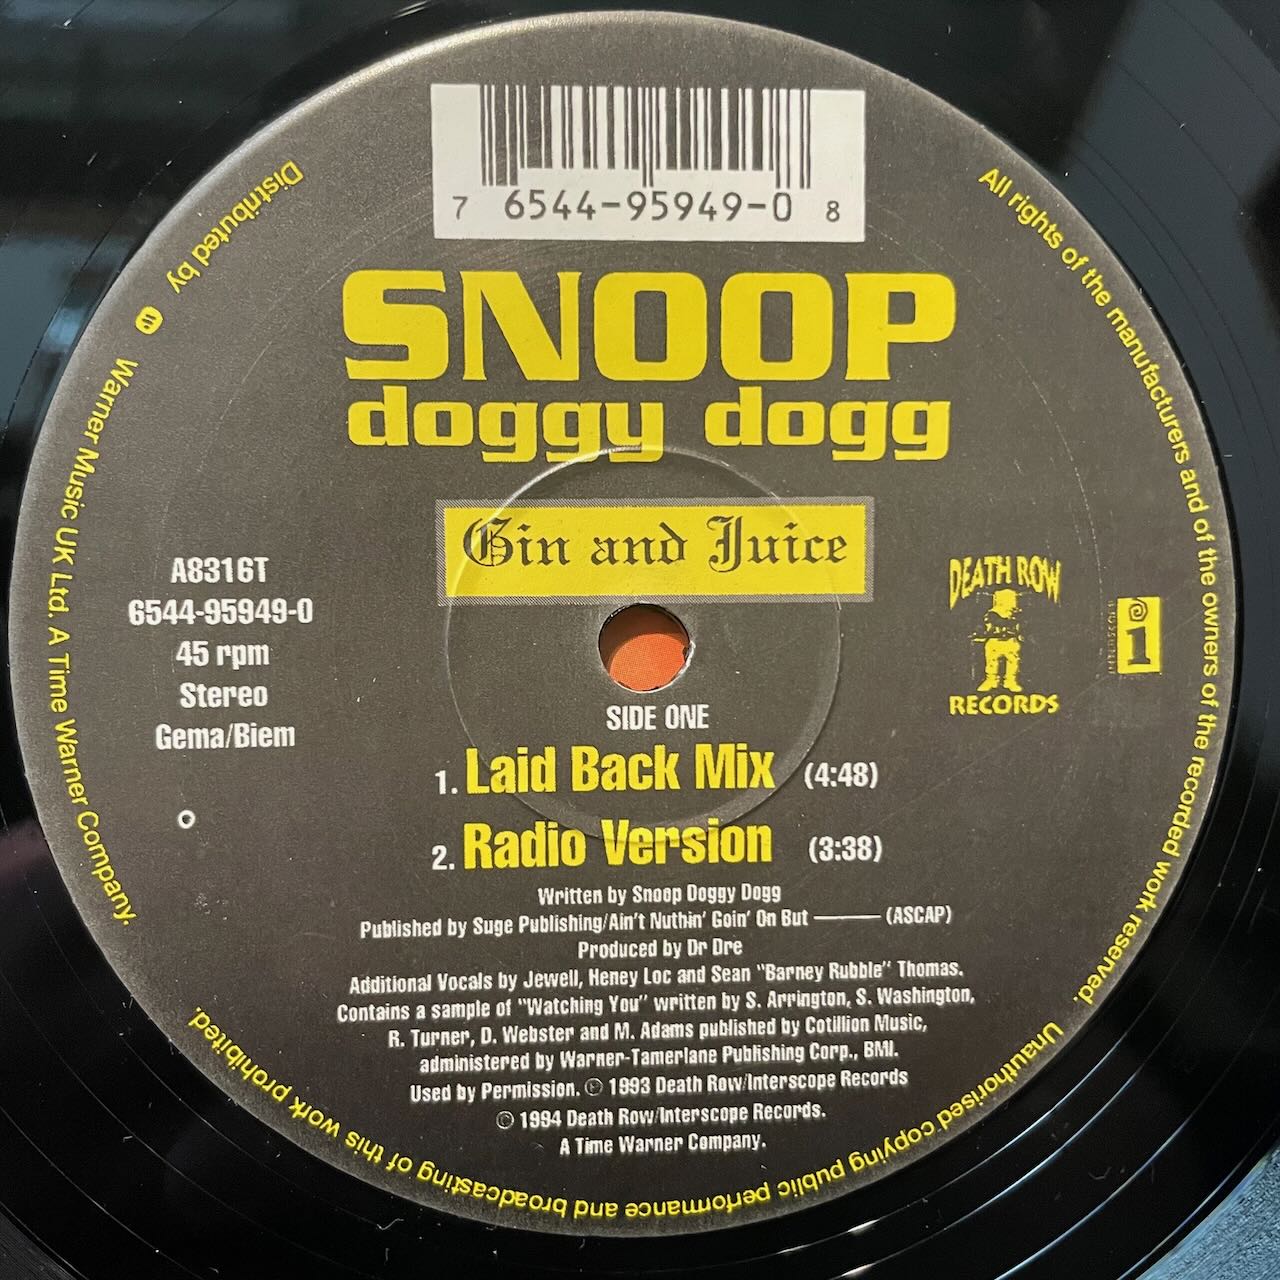 7 6544-95949-0 8
SNOOP
doggy dogg
Gin and Juice
A8316T
6544-95949-0
45 rpm
Stereo
Gema/Biem
DEATH ROW
RECORDS
INTERSCOPE
i
SIDE ONE
1. Laid Back Mix (4:48)
2. Radio Version (3:38)
Written by Snoop Doggy Dogg
Published by Suge Publishing/Ain't Nuthin' Goin' On But ——— (ASCAP)
Produced by Dr Dre
Additional Vocals by Jewell, Heney Loc and Sean "Barney Rubble" Thomas.
Contains a sample of "Watching You" written by S. Arrington, S. Washington,
R. Turner, D. Webster and M. Adams published by Cotillion Music,
administered by Warner-Tamerlane Publishing Corp., BMI.
Used by Permission. ℗ 1993 Death Row/Interscope Records
© 1994 Death Row/Interscope Records.
A Time Warner Company.
All rights of the manufacturers and of the owners of the recorded work reserved.
Unauthorised copying public performance and broadcasting of this work prohibited.
Distributed by Warner Music UK Ltd. A Time Warner Company.